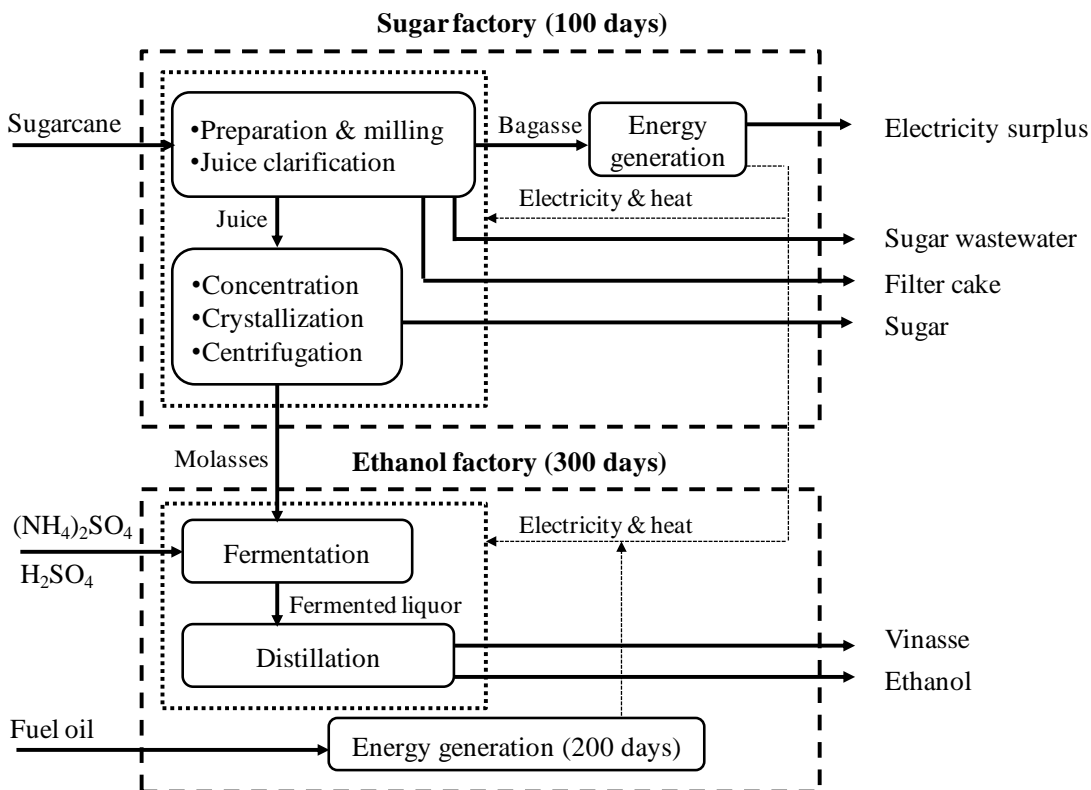 Sugar factory (100 days)
Sugarcane
•Preparation & milling
•Juice clarification
Bagasse
Energy
generation
Electricity surplus
Electricity & heat
Juice
Sugar wastewater
Filter cake
•Concentration
•Crystallization
•Centrifugation
Sugar
Molasses
Ethanol factory (300 days)
(NH₄)₂SO₄
H₂SO₄
Electricity & heat
Fermentation
Fermented liquor
Distillation
Vinasse
Ethanol
Fuel oil
Energy generation (200 days)